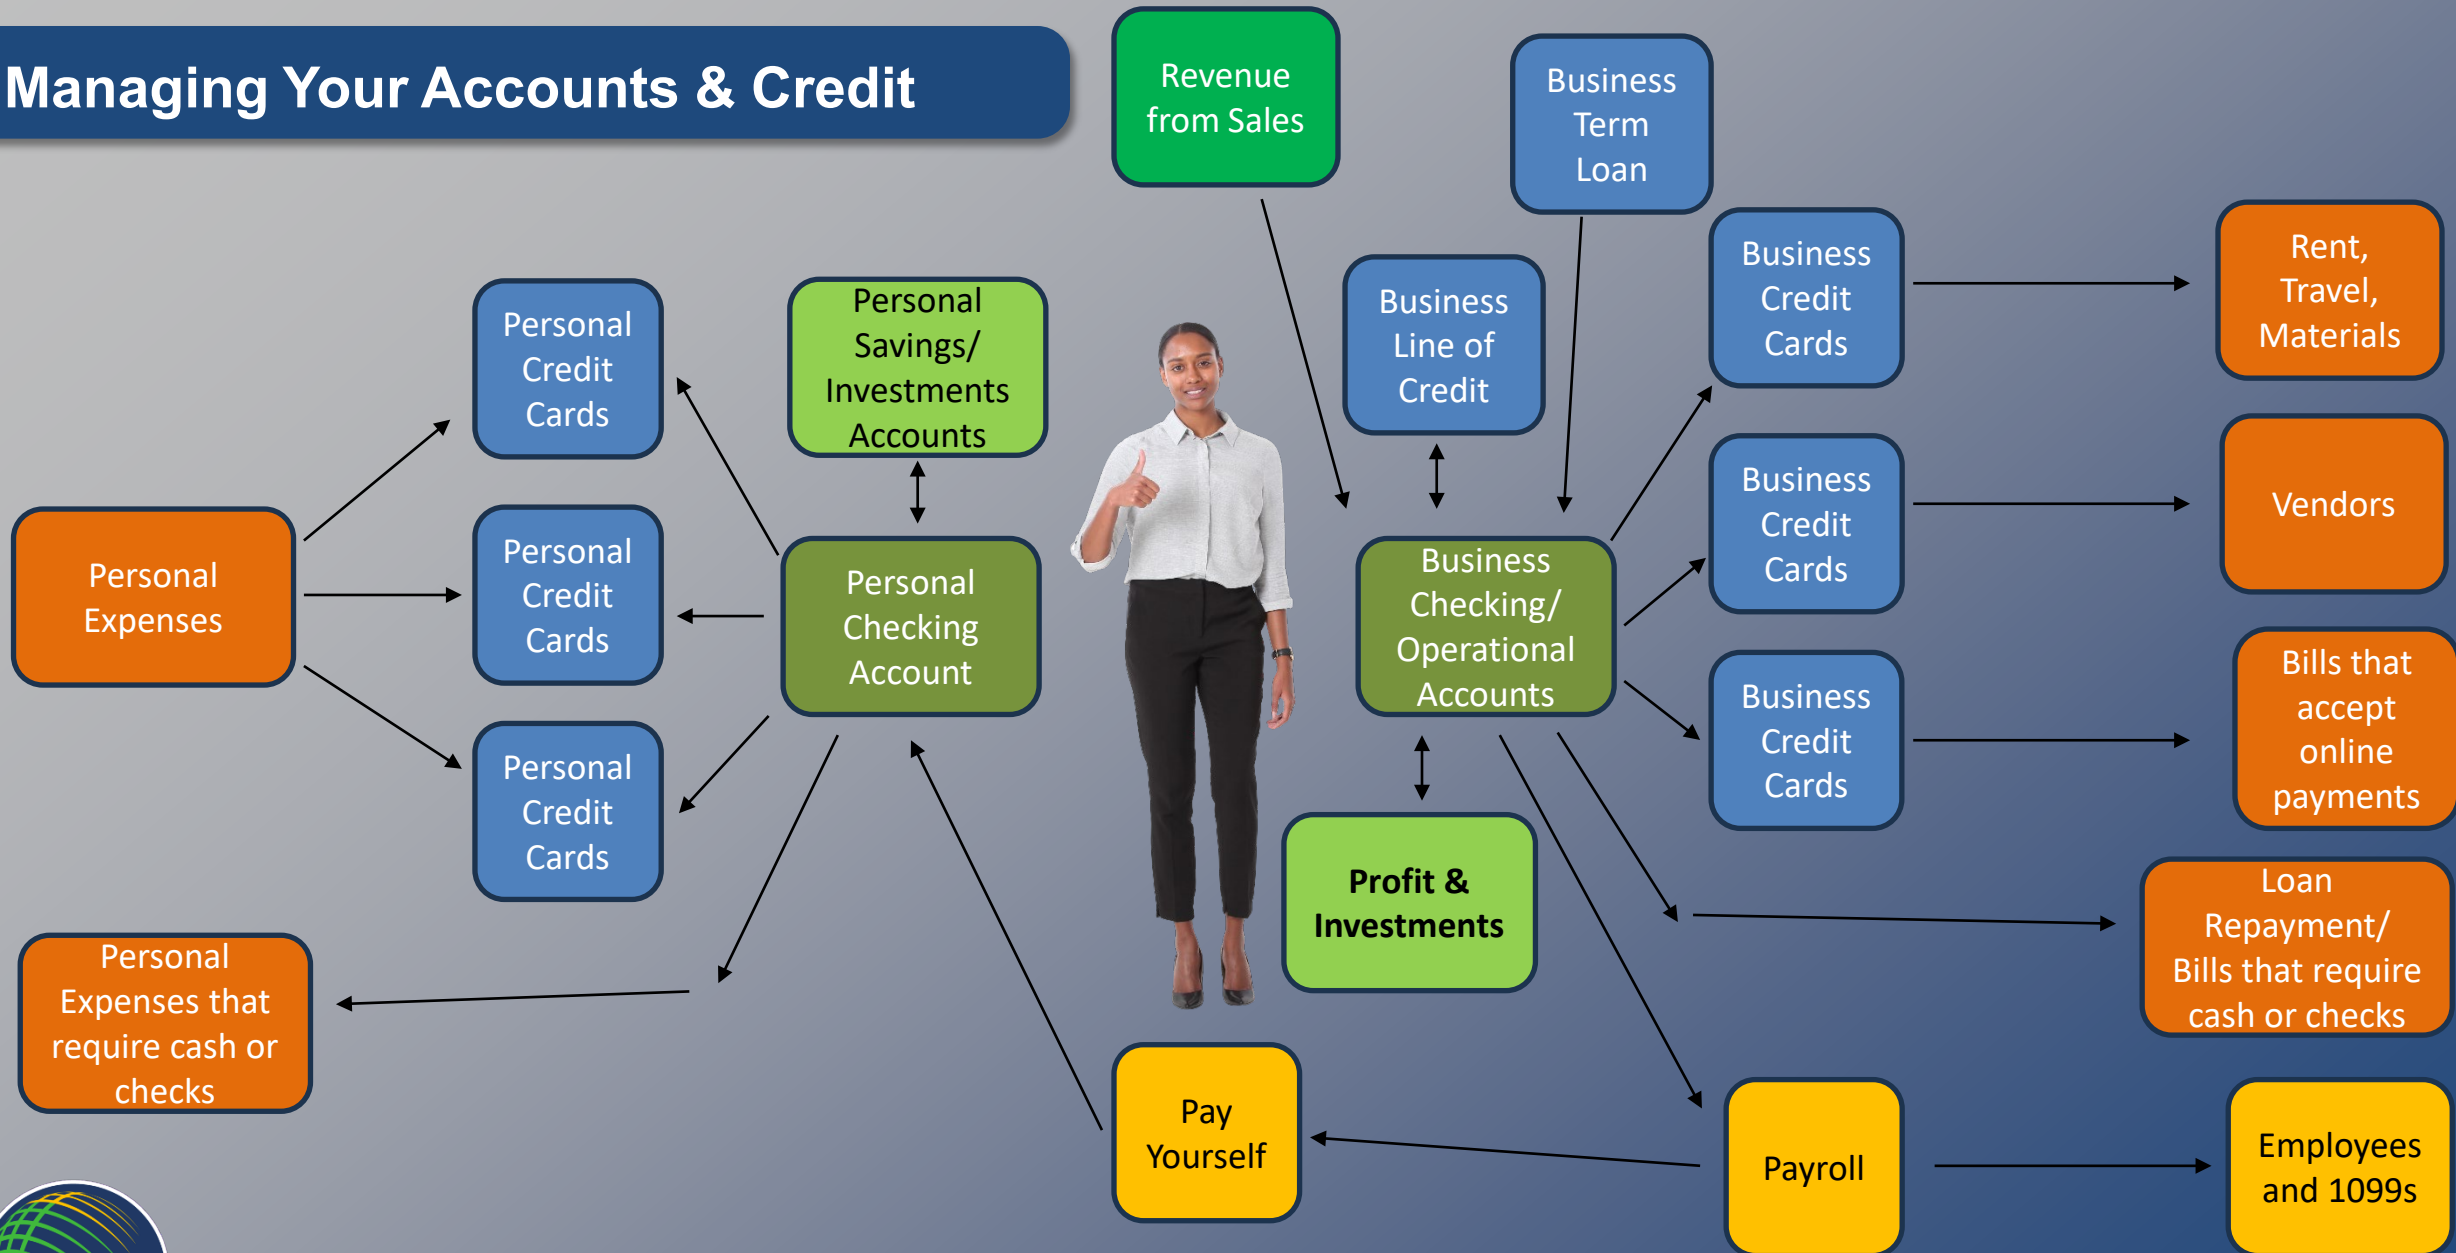 Managing Your Accounts & Credit
Revenue
from Sales
Business
Term
Loan
Business
Line of
Credit
Business
Credit
Cards
Rent,
Travel,
Materials
Personal
Credit
Cards
Personal
Savings/
Investments
Accounts
Business
Credit
Cards
Vendors
Personal
Expenses
Personal
Credit
Cards
Personal
Checking
Account
Business
Checking/
Operational
Accounts
Business
Credit
Cards
Bills that
accept
online
payments
Personal
Credit
Cards
Profit &
Investments
Loan
Repayment/
Bills that require
cash or checks
Personal
Expenses that
require cash or
checks
Pay
Yourself
Payroll
Employees
and 1099s